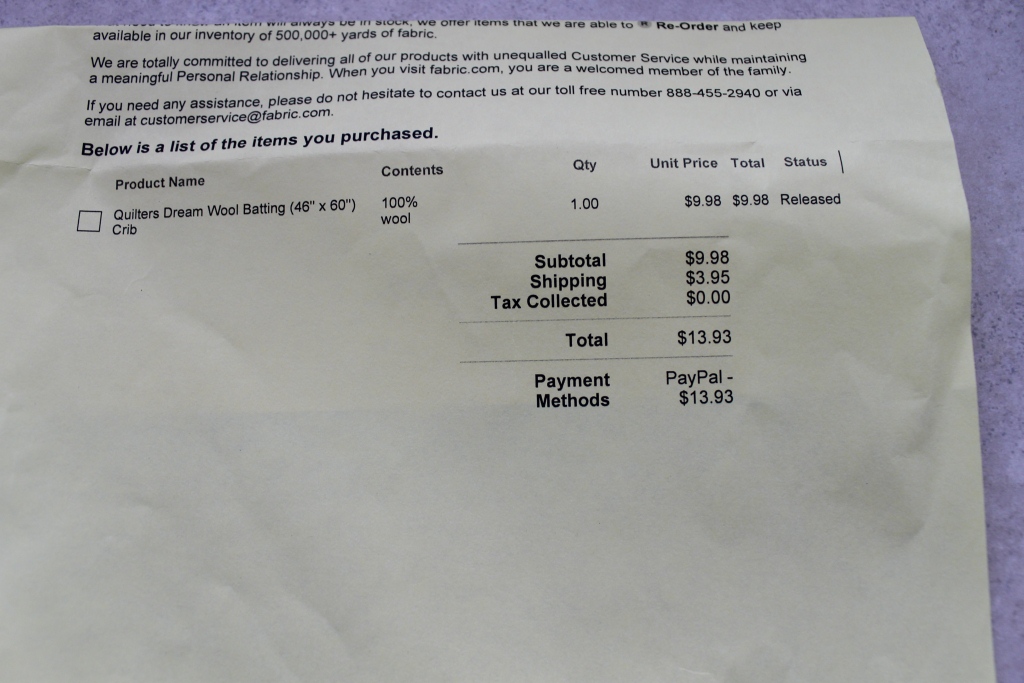 will always be in stock, we offer items that we are able to Re-Order and keep
available in our inventory of 500,000+ yards of fabric.
We are totally committed to delivering all of our products with unequalled Customer Service while maintaining
a meaningful Personal Relationship. When you visit fabric.com, you are a welcomed member of the family.
If you need any assistance, please do not hesitate to contact us at our toll free number 888-455-2940 or via
email at customerservice@fabric.com.
Below is a list of the items you purchased.
Product Name Contents Qty Unit Price Total Status
Quilters Dream Wool Batting (46" x 60") 100% 1.00 $9.98 $9.98 Released
Crib wool
Subtotal $9.98
Shipping $3.95
Tax Collected $0.00
Total $13.93
Payment PayPal -
Methods $13.93